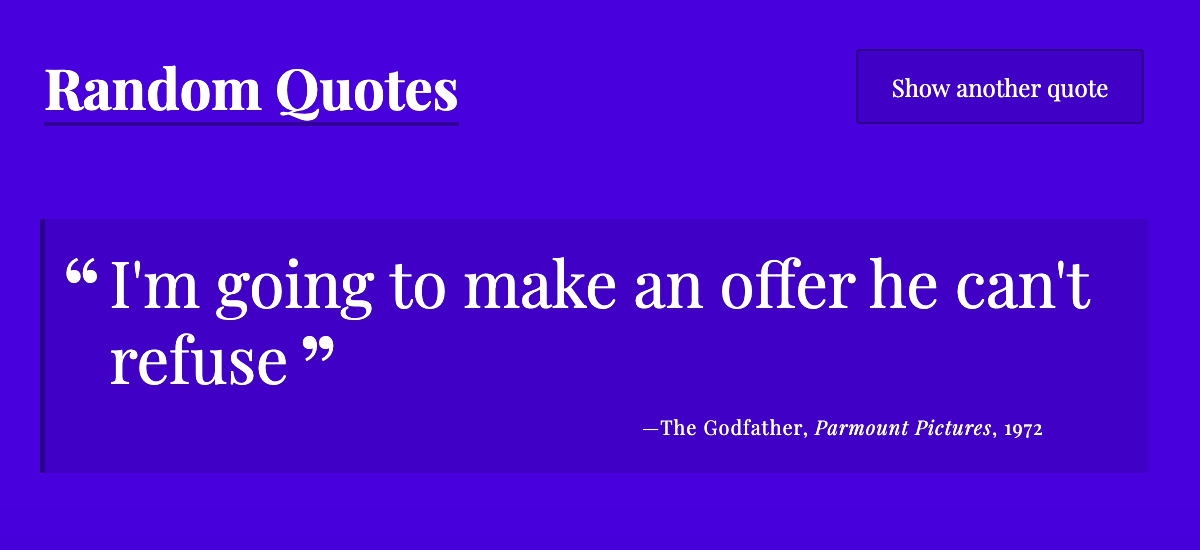 Random Quotes
Show another quote
“ I'm going to make an offer he can't
refuse ”
—The Godfather, Parmount Pictures, 1972